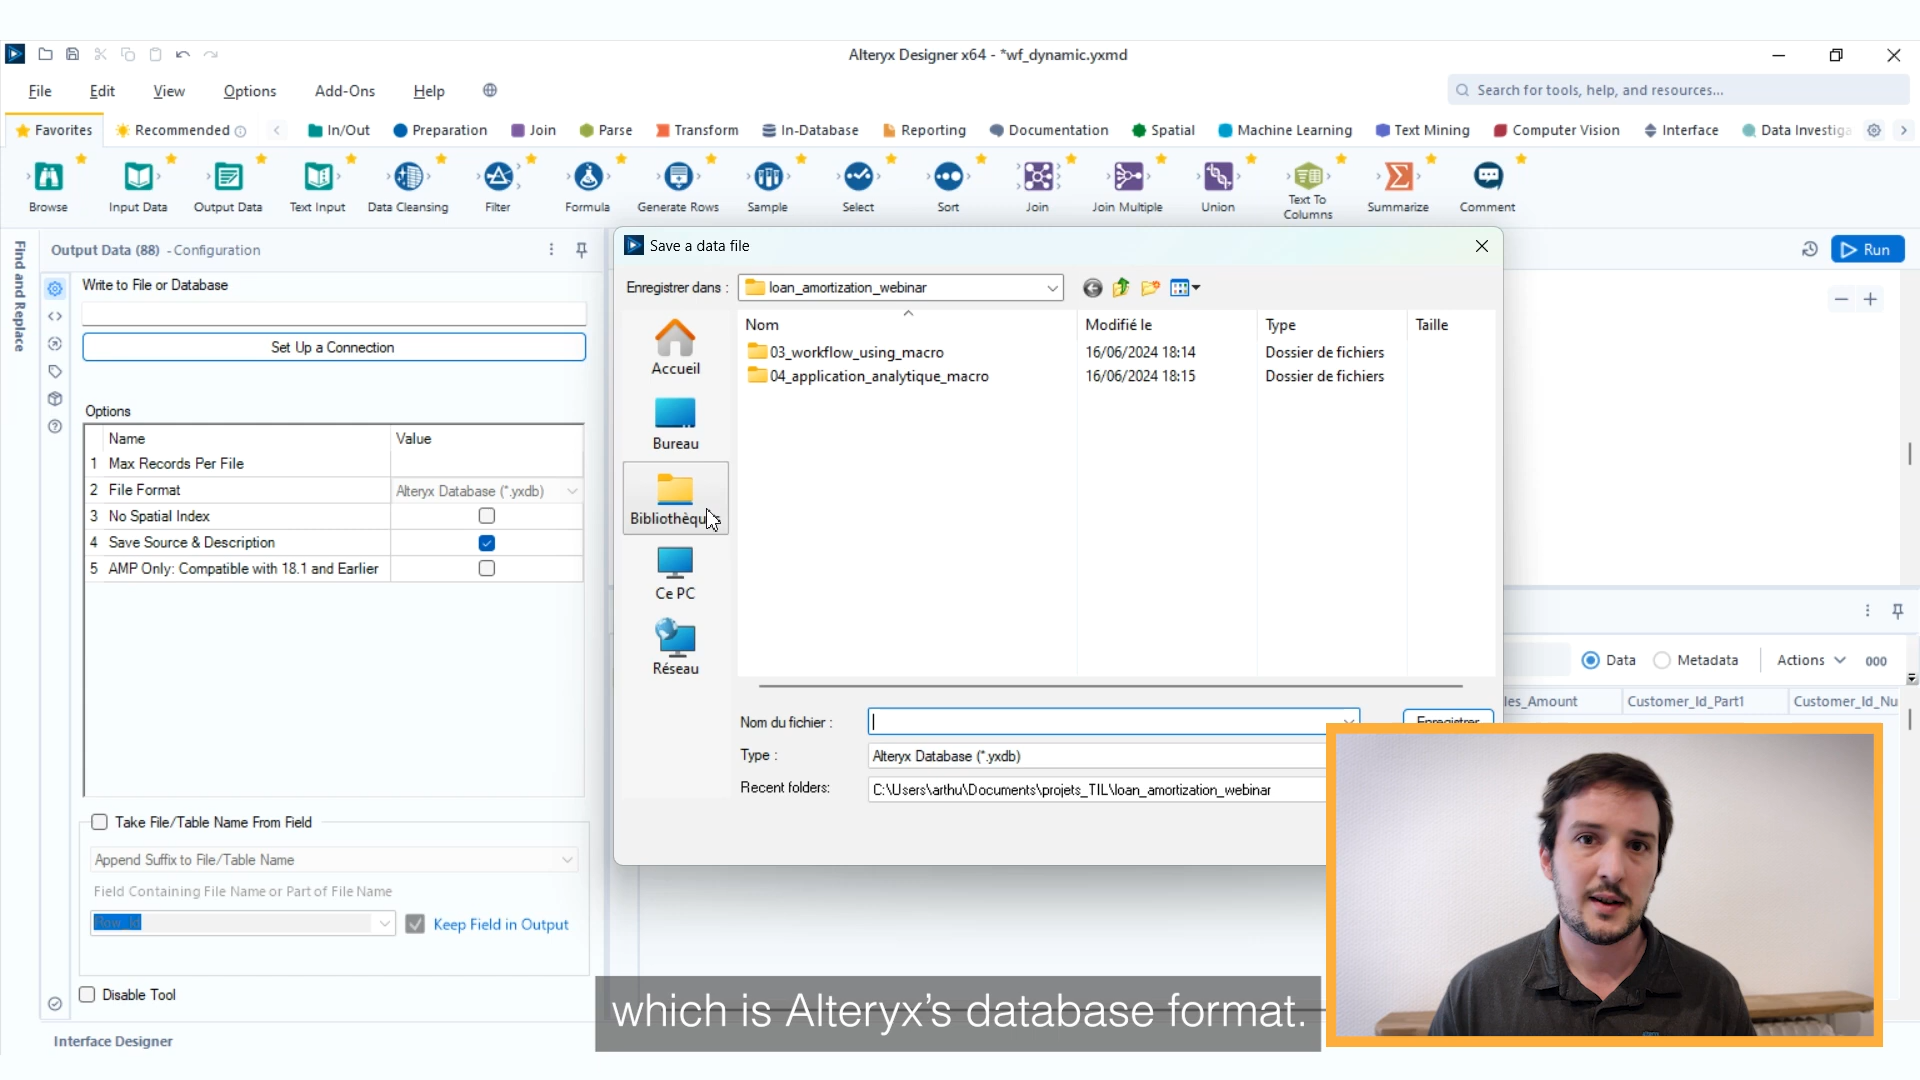 Alteryx Designer x64 - *wf_dynamic.yxmd
File Edit View Options Add-Ons Help
Search for tools, help, and resources...
Favorites Recommended In/Out Preparation Join Parse Transform In-Database Reporting Documentation Spatial Machine Learning Text Mining Computer Vision Interface Data Investiga
Browse Input Data Output Data Text Input Data Cleansing Filter Formula Generate Rows Sample Select Sort Join Join Multiple Union Text To Columns Summarize Comment
Find and Replace
Output Data (88) - Configuration
Write to File or Database
Set Up a Connection
Options
Name Value
1 Max Records Per File
2 File Format Alteryx Database (*.yxdb)
3 No Spatial Index
4 Save Source & Description
5 AMP Only: Compatible with 18.1 and Earlier
Take File/Table Name From Field
Append Suffix to File/Table Name
Field Containing File Name or Part of File Name
Keep Field in Output
Disable Tool
Interface Designer
Save a data file
Enregistrer dans : loan_amortization_webinar
Accueil
Bureau
Bibliothèqu
Ce PC
Réseau
Nom Modifié le Type Taille
03_workflow_using_macro 16/06/2024 18:14 Dossier de fichiers
04_application_analytique_macro 16/06/2024 18:15 Dossier de fichiers
Nom du fichier : Enregistrer
Type : Alteryx Database (*.yxdb)
Recent folders: C:\Users\arthu\Documents\projets_TIL\loan_amortization_webinar
Run
Data Metadata Actions 000
les_Amount Customer_Id_Part1 Customer_Id_Nu
which is Alteryx’s database format.